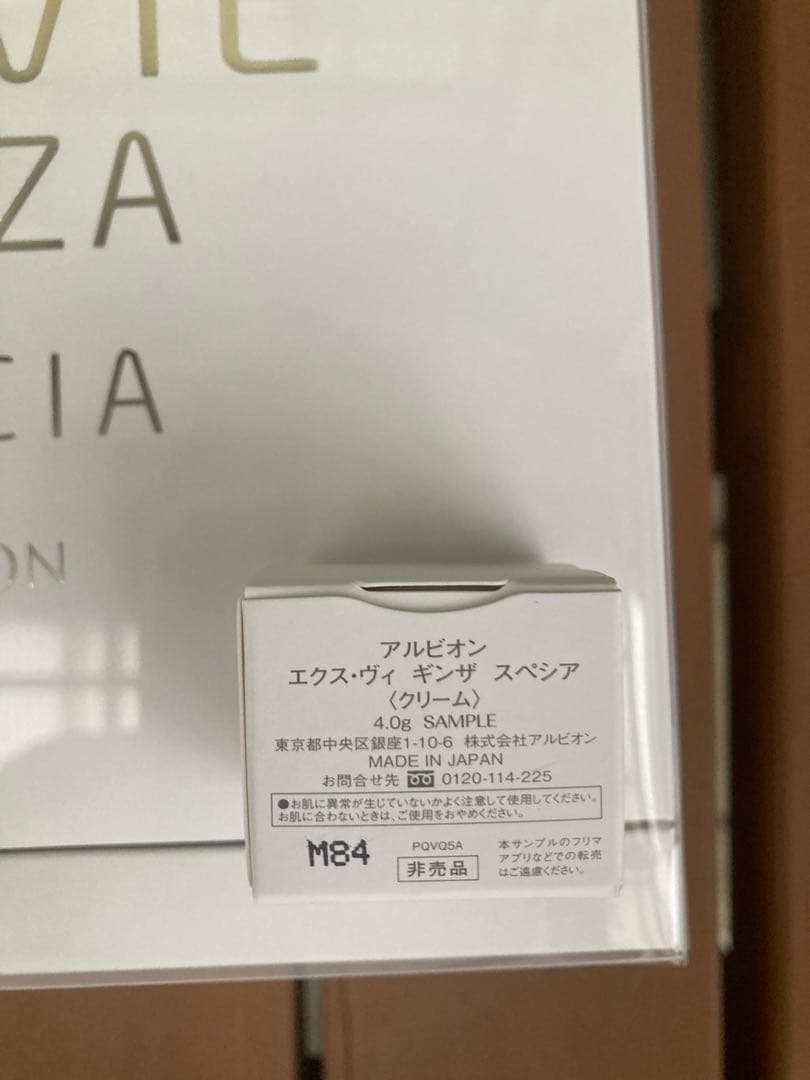 VIE
ZA
CIA
ON
アルビオン
エクス・ヴィ ギンザ スペシア
〈クリーム〉
4.0g SAMPLE
東京都中央区銀座1-10-6 株式会社アルビオン
MADE IN JAPAN
お問合せ先 0120-114-225
●お肌に異常が生じていないかよく注意して使用してください。
お肌に合わないときは、ご使用をおやめください。
M84
PQVQ5A
非売品
本サンプルのフリマ
アプリなどでの転売
はご遠慮ください。